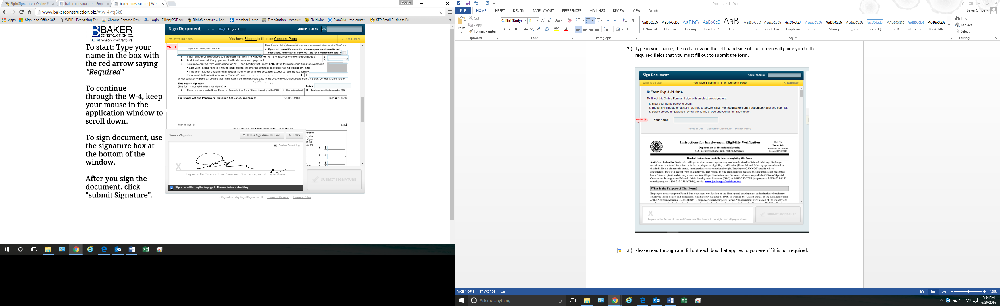 RightSignature » Online F
baker-construction | Empl
baker-construction | W-4
Soozie
www.bakerconstruction.biz/#!w-4/fq5k8
Apps
Sign in to Office 365
WRIF - Everything Tha
Chrome Remote Desk
Login - FillAnyPDF.co
RightSignature » Logi
Member Home
TimeStation - Accoun
Fieldwire
PlanGrid - the constru
SEP Small Business Ed
»
B BAKER
CONSTRUCTION CO.
Est. 1952 mason contractors
To start: Type your
name in the box with
the red arrow saying
"Required"
To continue
through the W-4, keep
your mouse in the
application window to
scroll down.
To sign document, use
the signature box at
the bottom of the
window.
After you sign the
document. click
"submit Signature".
Sign Document POWERED BY RightSignature
YOUR PROGRESS 3%
WHAT TO DO NEXT:
You have 6 items to fill-in on Consent Page
NEED HELP?
SCROLL
City or town, state, and ZIP code
Note: If married, but legally separated, or spouse is a nonresident alien, check the "Single" box.
4 If your last name differs from that shown on your social security card,
check here. You must call 1-800-772-1213 for a replacement card. ▶
5 Total number of allowances you are claiming (from line H above or from the applicable worksheet on page 2) 5
6 Additional amount, if any, you want withheld from each paycheck . . . . . . . . . . . . . . 6 $
7 I claim exemption from withholding for 2016, and I certify that I meet both of the following conditions for exemption.
• Last year I had a right to a refund of all federal income tax withheld because I had no tax liability, and
• This year I expect a refund of all federal income tax withheld because I expect to have no tax liability.
If you meet both conditions, write "Exempt" here . . . . . . . . . . . . . . . ▶ 7
Under penalties of perjury, I declare that I have examined this certificate and, to the best of my knowledge and belief, it is true, correct, and complete.
Employee's signature
(This form is not valid unless you sign it.) ▶
Date ▶
8 Employer's name and address (Employer: Complete lines 8 and 10 only if sending to the IRS.)
9 Office code (optional)
10 Employer identification number (EIN)
For Privacy Act and Paperwork Reduction Act Notice, see page 2.
Cat. No. 10220Q
Form W-4 (2016)
Form W-4 (2016)
Page 2
Deductions and Adjustments Worksheet
ncome.
s, state
of your
11,300
gle and
1 $
2 $
3 $
Your e-Signature:
Other Signature Options
Retry
Enable Smoothing
X
I agree to the Terms of Use, Consumer Disclosure, and all pages above.
SUBMIT SIGNATURE
Signature will be applied to page 1. Review before submitting.
e-Signatures by RightSignature © • Terms of Service • Privacy Policy
Document1 - Word
FILE
HOME
INSERT
DESIGN
PAGE LAYOUT
REFERENCES
MAILINGS
REVIEW
VIEW
Acrobat
Baker Office
Paste
Cut
Copy
Format Painter
Clipboard
Calibri (Body)
11
Font
Paragraph
AaBbCcDc
¶ Normal
AaBbCcDc
¶ No Spac...
AaBbCc
Heading 1
AaBbCcC
Heading 2
AaBl
Title
AaBbCcC
Subtitle
AaBbCcDc
Subtle Em...
AaBbCcDc
Emphasis
AaBbCcDc
Intense E...
AaBbCcDc
Strong
AaBbCcDc
Quote
AaBbCcDc
Intense Q...
AaBbCcDc
Subtle Ref...
AaBbCcDc
Intense Re...
AaBbCcDc
Book Title
Styles
Find
Replace
Select
Editing
2.) Type in your name, the red arrow on the left hand side of the screen will guide you to the
required fields that you must fill out to submit the form.
Sign Document
YOUR PROGRESS
WHAT TO DO NEXT:
You have 1 item to fill-in on Consent Page
NEED HELP?
I9 Form Exp 3-31-2016
To fill out this Online Form and sign with an electronic signature:
1. Enter your name below to begin.
2. The form will be automatically returned to Soozie Baker <office@bakerconstruction.biz> after you submit it.
3. Before proceeding, please review the Terms of Use and Consumer Disclosure.
REQUIRED
Your Name:
Terms of Use Consumer Disclosure Privacy Policy
Instructions for Employment Eligibility Verification
Department of Homeland Security
U.S. Citizenship and Immigration Services
USCIS
Form I-9
OMB No. 1615-0047
Expires 03/31/2016
Read all instructions carefully before completing this form.
Anti-Discrimination Notice. It is illegal to discriminate against any work-authorized individual in hiring, discharge,
recruitment or referral for a fee, or in the employment eligibility verification (Form I-9 and E-Verify) process based on
that individual's citizenship status, immigration status or national origin. Employers CANNOT specify which
document(s) they will accept from an employee. The refusal to hire an individual because the documentation presented
has a future expiration date may also constitute illegal discrimination. For more information, call the Office of Special
Counsel for Immigration-Related Unfair Employment Practices (OSC) at 1-800-255-7688 (employees), 1-800-255-8155
(employers), or 1-800-237-2515 (TDD), or visit www.justice.gov/crt/about/osc.
What Is the Purpose of This Form?
Employers must complete Form I-9 to document verification of the identity and employment authorization of each new
employee (both citizen and noncitizen) hired after November 6, 1986, to work in the United States. In the Commonwealth
of the Northern Mariana Islands (CNMI), employers must complete Form I-9 to document verification of the identity and
employment authorization of each new employee (both citizen and noncitizen) hired after November 27, 2011. Employers
X
I agree to the Terms of Use and Consumer Disclosure to the right, and all pages above.
SUBMIT SIGNATURE
3.) Please read through and fill out each box that applies to you even if it is not required.
PAGE 1 OF 1
67 WORDS
120%
Ask me anything
2:54 PM
6/20/2016